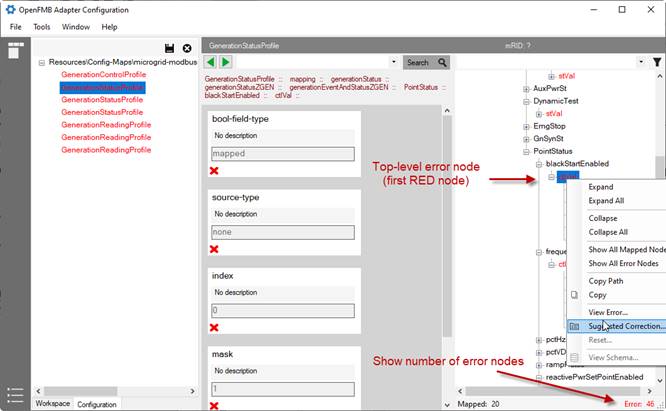 OpenFMB Adapter Configuration
File Tools Window Help
Resources\Config-Maps\microgrid-modbus
GenerationControlProfile
GenerationStatusProfile
GenerationStatusProfile
GenerationStatusProfile
GenerationReadingProfile
GenerationReadingProfile
GenerationReadingProfile
Workspace Configuration
GenerationStatusProfile
mRID: ?
Search
GenerationStatusProfile :: mapping :: generationStatus ::
generationStatusZGEN :: generationEventAndStatusZGEN :: PointStatus ::
blackStartEnabled :: ctlVal ::
bool-field-type
No description
mapped
source-type
No description
none
index
No description
0
mask
No description
1
stVal
AuxPwrSt
DynamicTest
stVal
EmgStop
GnSynSt
PointStatus
blackStartEnabled
Top-level error node
(first RED node)
Expand
Expand All
Collapse
Collapse All
Show All Mapped Node
Show All Error Nodes
Copy Path
Copy
View Error...
Suggested Correction...
Reset...
View Schema...
freque
pctHz
pctVD
ramp
reactivePwrSetPointEnabled
Show number of error nodes
Mapped: 20
Error: 46